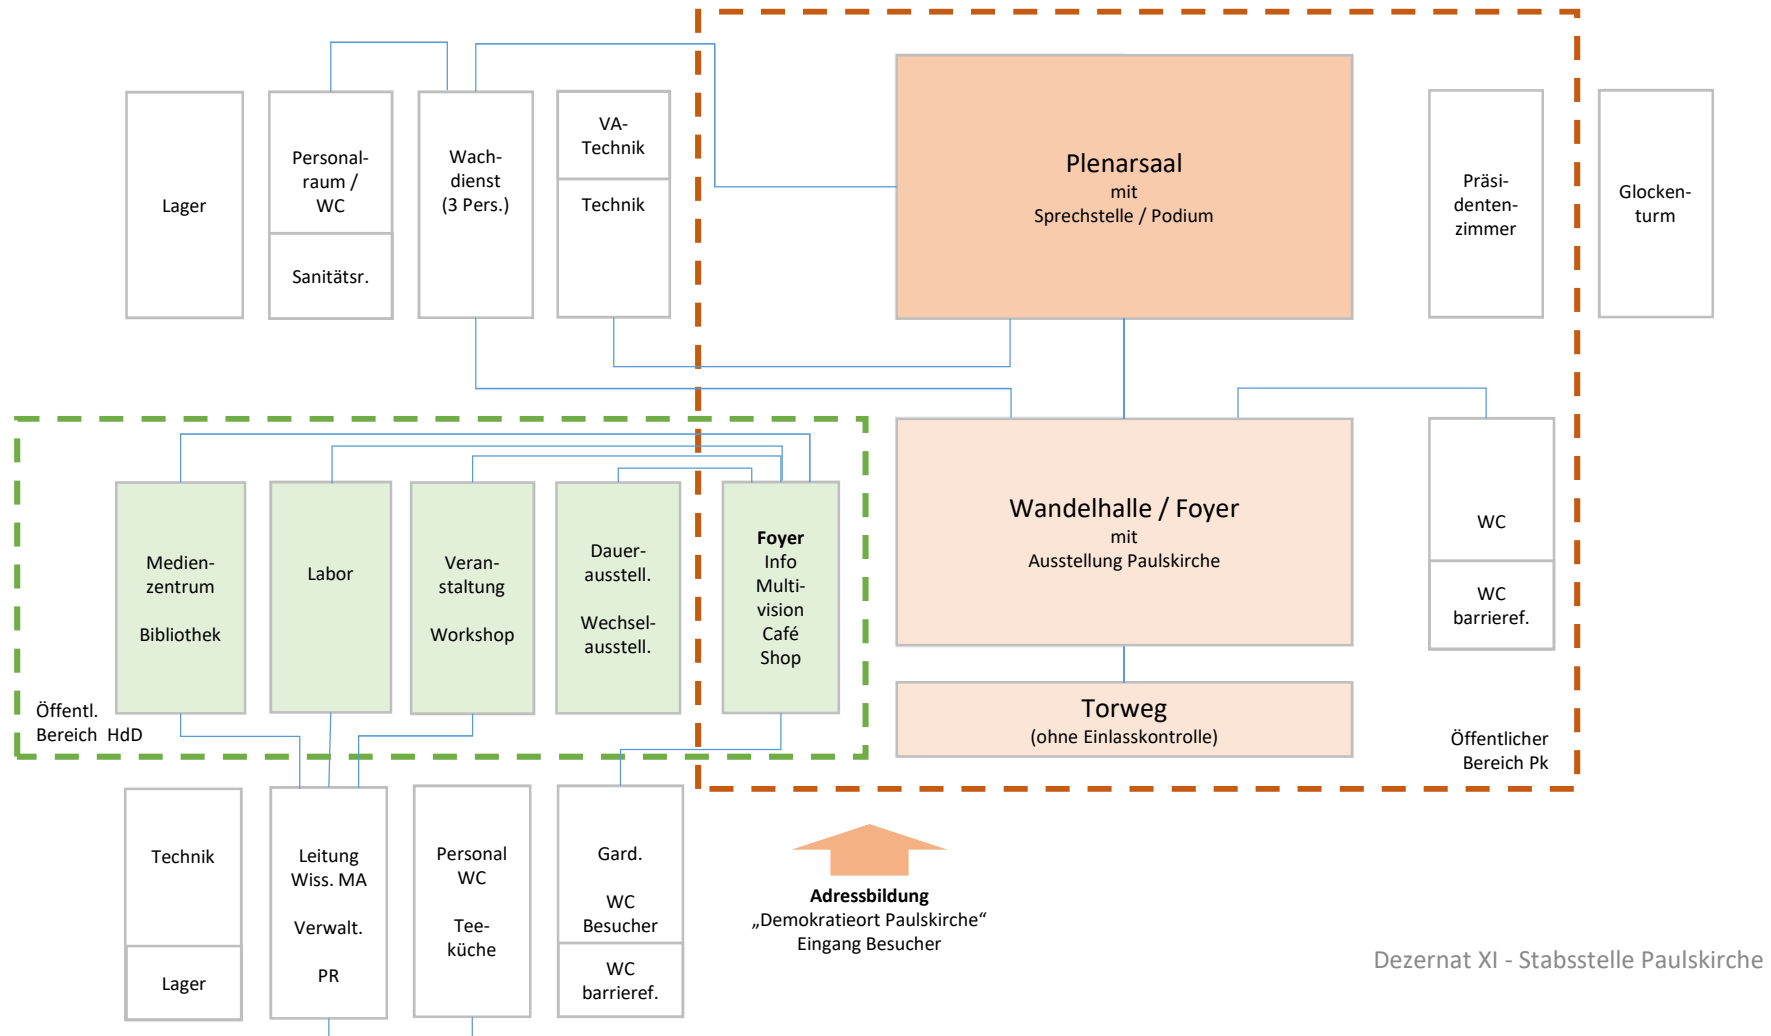 Lager
Personal-
raum /
WC
Sanitätsr.
Wach-
dienst
(3 Pers.)
VA-
Technik
Technik
Plenarsaal
mit
Sprechstelle / Podium
Präsi-
denten-
zimmer
Glocken-
turm
Medien-
zentrum
Bibliothek
Labor
Veran-
staltung
Workshop
Dauer-
ausstell.
Wechsel-
ausstell.
Foyer
Info
Multi-
vision
Café
Shop
Öffentl.
Bereich HdD
Wandelhalle / Foyer
mit
Ausstellung Paulskirche
WC
WC
barrieref.
Torweg
(ohne Einlasskontrolle)
Öffentlicher
Bereich Pk
Technik
Lager
Leitung
Wiss. MA
Verwalt.
PR
Personal
WC
Tee-
küche
Gard.
WC
Besucher
WC
barrieref.
Adressbildung
„Demokratieort Paulskirche“
Eingang Besucher
Dezernat XI - Stabsstelle Paulskirche